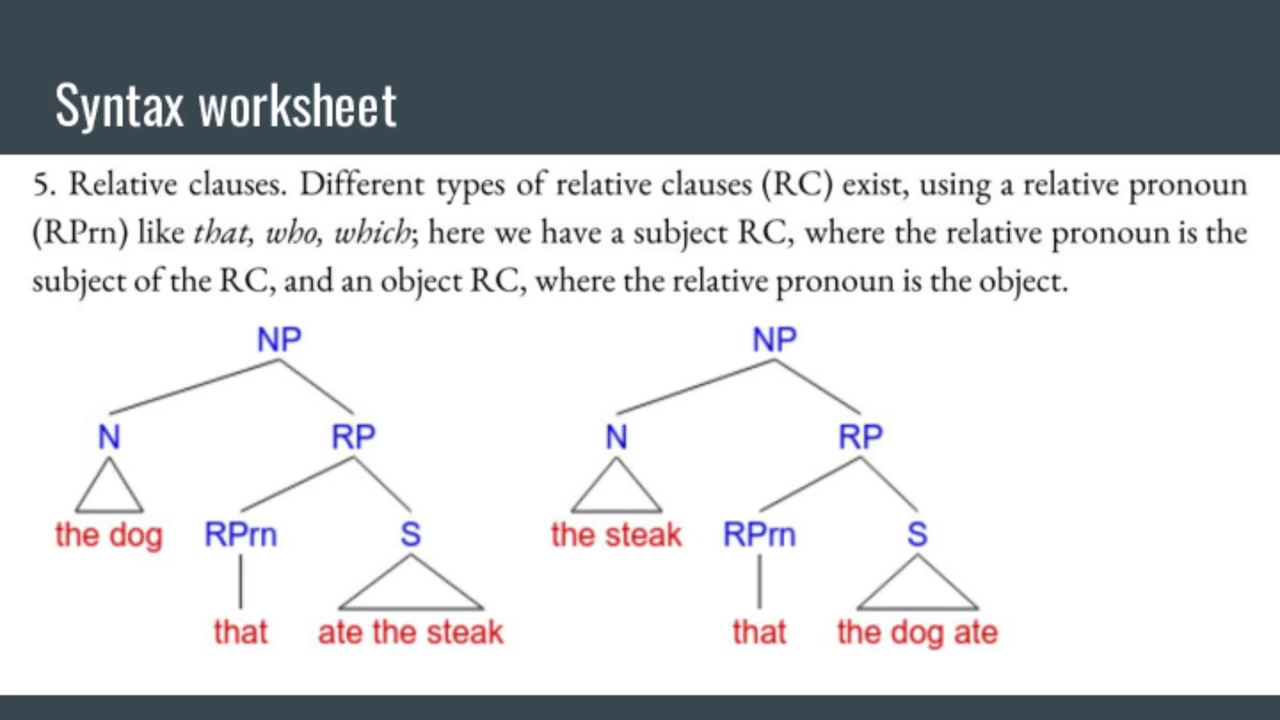 Syntax worksheet
5. Relative clauses. Different types of relative clauses (RC) exist, using a relative pronoun
(RPrn) like that, who, which; here we have a subject RC, where the relative pronoun is the
subject of the RC, and an object RC, where the relative pronoun is the object.
NP NP
N RP N RP
the dog RPrn S the steak RPrn S
that ate the steak that the dog ate